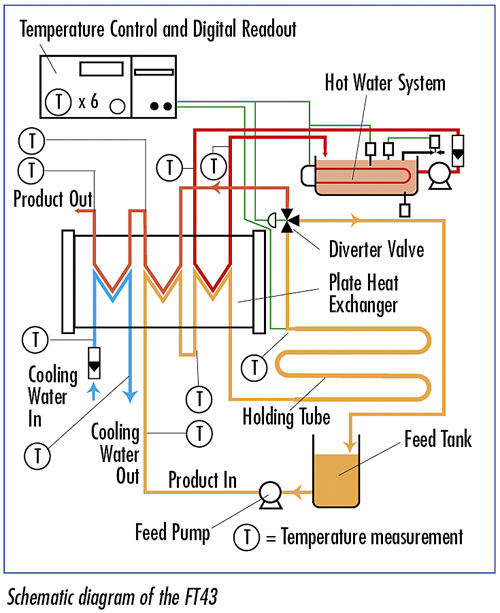 Temperature Control and Digital Readout
T x 6
Hot Water System
T
T
T
T
Product Out
Diverter Valve
Plate Heat
Exchanger
T
T
T
Cooling
Water
In
Holding Tube
T
T
Cooling
Water
Out
Feed Tank
Product In
Feed Pump
T = Temperature measurement
Schematic diagram of the FT43